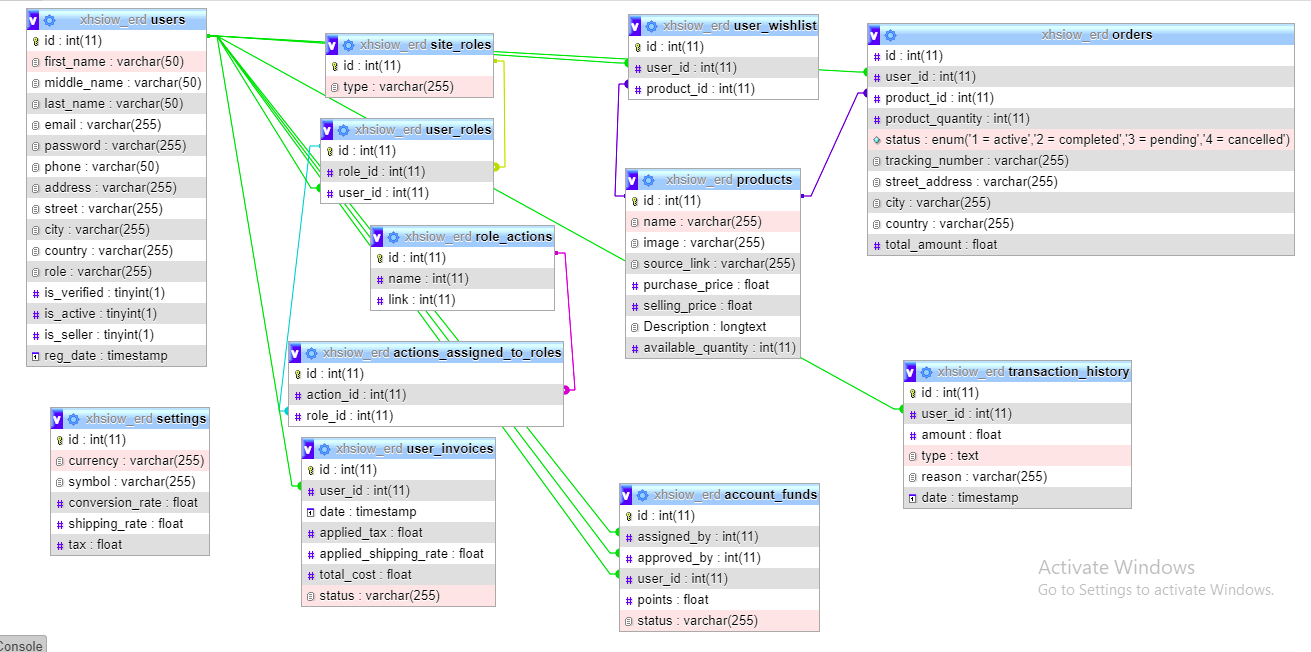 v xhsiow_erd users
id : int(11)
first_name : varchar(50)
middle_name : varchar(50)
last_name : varchar(50)
email : varchar(255)
password : varchar(255)
phone : varchar(50)
address : varchar(255)
street : varchar(255)
city : varchar(255)
country : varchar(255)
role : varchar(255)
# is_verified : tinyint(1)
# is_active : tinyint(1)
# is_seller : tinyint(1)
reg_date : timestamp
v xhsiow_erd settings
id : int(11)
currency : varchar(255)
symbol : varchar(255)
# conversion_rate : float
# shipping_rate : float
# tax : float
v xhsiow_erd site_roles
id : int(11)
type : varchar(255)
v xhsiow_erd user_roles
id : int(11)
# role_id : int(11)
# user_id : int(11)
v xhsiow_erd role_actions
id : int(11)
# name : int(11)
# link : int(11)
v xhsiow_erd actions_assigned_to_roles
id : int(11)
# action_id : int(11)
# role_id : int(11)
v xhsiow_erd user_invoices
id : int(11)
# user_id : int(11)
date : timestamp
# applied_tax : float
# applied_shipping_rate : float
# total_cost : float
status : varchar(255)
v xhsiow_erd user_wishlist
id : int(11)
# user_id : int(11)
# product_id : int(11)
v xhsiow_erd products
id : int(11)
name : varchar(255)
image : varchar(255)
source_link : varchar(255)
# purchase_price : float
# selling_price : float
Description : longtext
# available_quantity : int(11)
v xhsiow_erd account_funds
id : int(11)
# assigned_by : int(11)
# approved_by : int(11)
# user_id : int(11)
# points : float
status : varchar(255)
v xhsiow_erd orders
# id : int(11)
# user_id : int(11)
# product_id : int(11)
# product_quantity : int(11)
status : enum('1 = active','2 = completed','3 = pending','4 = cancelled')
tracking_number : varchar(255)
street_address : varchar(255)
city : varchar(255)
country : varchar(255)
# total_amount : float
v xhsiow_erd transaction_history
id : int(11)
# user_id : int(11)
# amount : float
type : text
reason : varchar(255)
date : timestamp
Activate Windows
Go to Settings to activate Windows.
Console